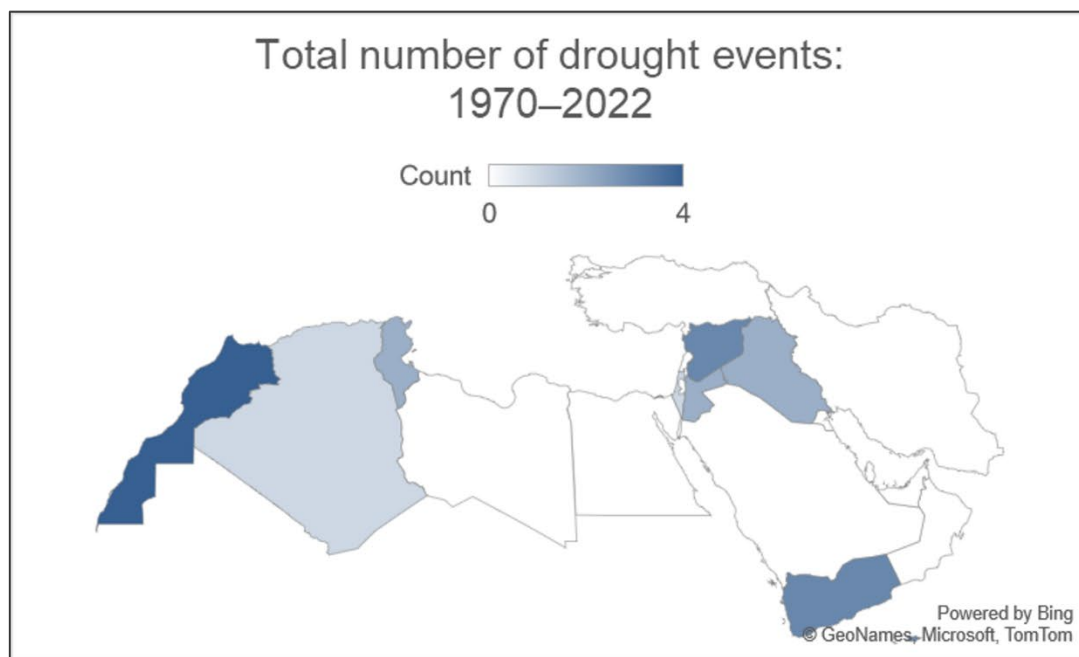 Total number of drought events:
1970–2022
Count
0 4
Powered by Bing
© GeoNames, Microsoft, TomTom